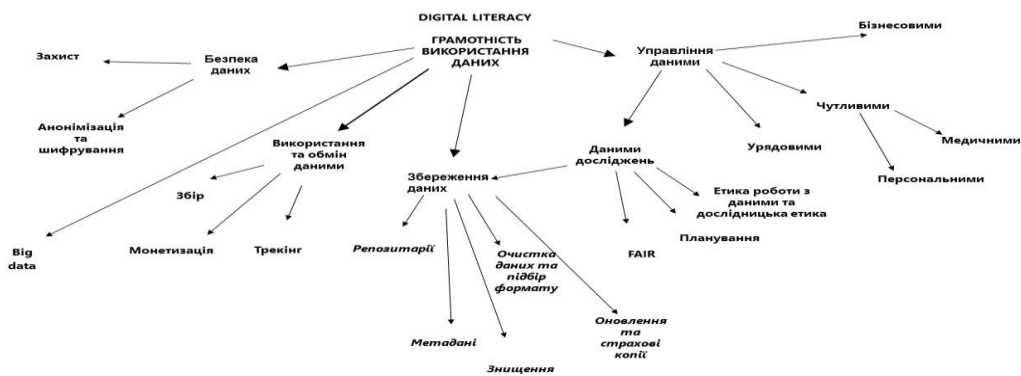 DIGITAL LITERACY
ГРАМОТНІСТЬ
ВИКОРИСТАННЯ
ДАНИХ
Захист
Безпека
даних
Анонімізація
та
шифрування
Використання
та обмін
даними
Збір
Монетизація
Трекінг
Big
data
Збереження
даних
Репозитарії
Метадані
Знищення
Очистка
даних та
підбір
формату
Оновлення
та
страхові
копії
Управління
даними
Бізнесовими
Чутливими
Медичними
Персональними
Урядовими
Даними
досліджень
Етика роботи з
даними та
дослідницька етика
Планування
FAIR